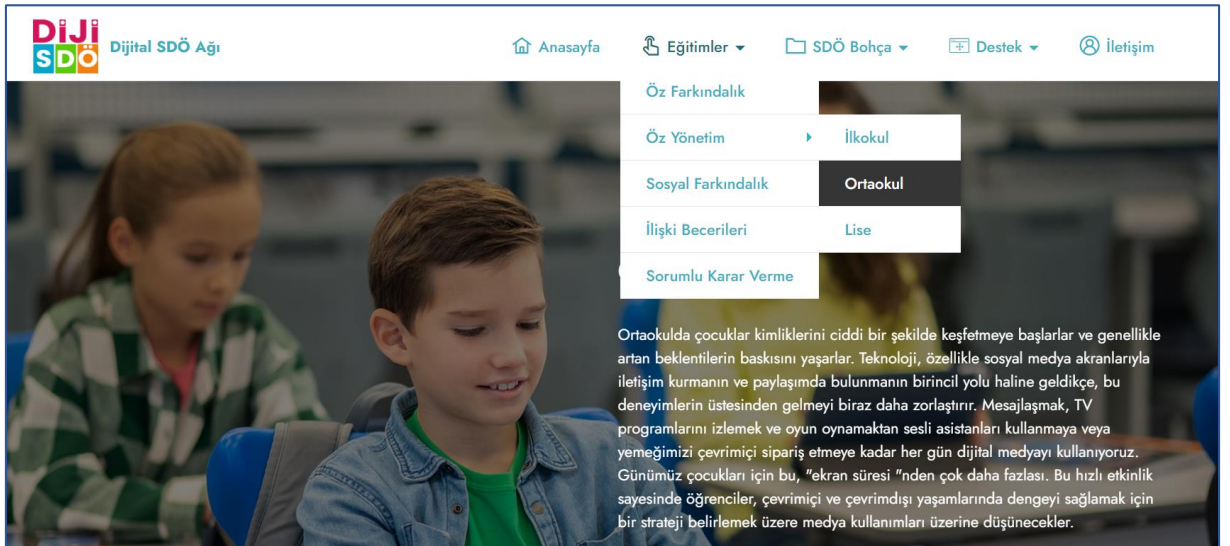 DİJİ
SDÖ
Dijital SDÖ Ağı
Anasayfa
Eğitimler
SDÖ Bohça
Destek
İletişim
Öz Farkındalık
Öz Yönetim
İlkokul
Sosyal Farkındalık
Ortaokul
İlişki Becerileri
Lise
Sorumlu Karar Verme
Ortaokulda çocuklar kimliklerini ciddi bir şekilde keşfetmeye başlarlar ve genellikle
artan beklentilerin baskısını yaşarlar. Teknoloji, özellikle sosyal medya akranlarıyla
iletişim kurmanın ve paylaşımda bulunmanın birincil yolu haline geldikçe, bu
deneyimlerin üstesinden gelmeyi biraz daha zorlaştırır. Mesajlaşmak, TV
programlarını izlemek ve oyun oynamaktan sesli asistanları kullanmaya veya
yemeğimizi çevrimiçi sipariş etmeye kadar her gün dijital medyayı kullanıyoruz.
Günümüz çocukları için bu, "ekran süresi "nden çok daha fazlası. Bu hızlı etkinlik
sayesinde öğrenciler, çevrimiçi ve çevrimdışı yaşamlarında dengeyi sağlamak için
bir strateji belirlemek üzere medya kullanımları üzerine düşünecekler.